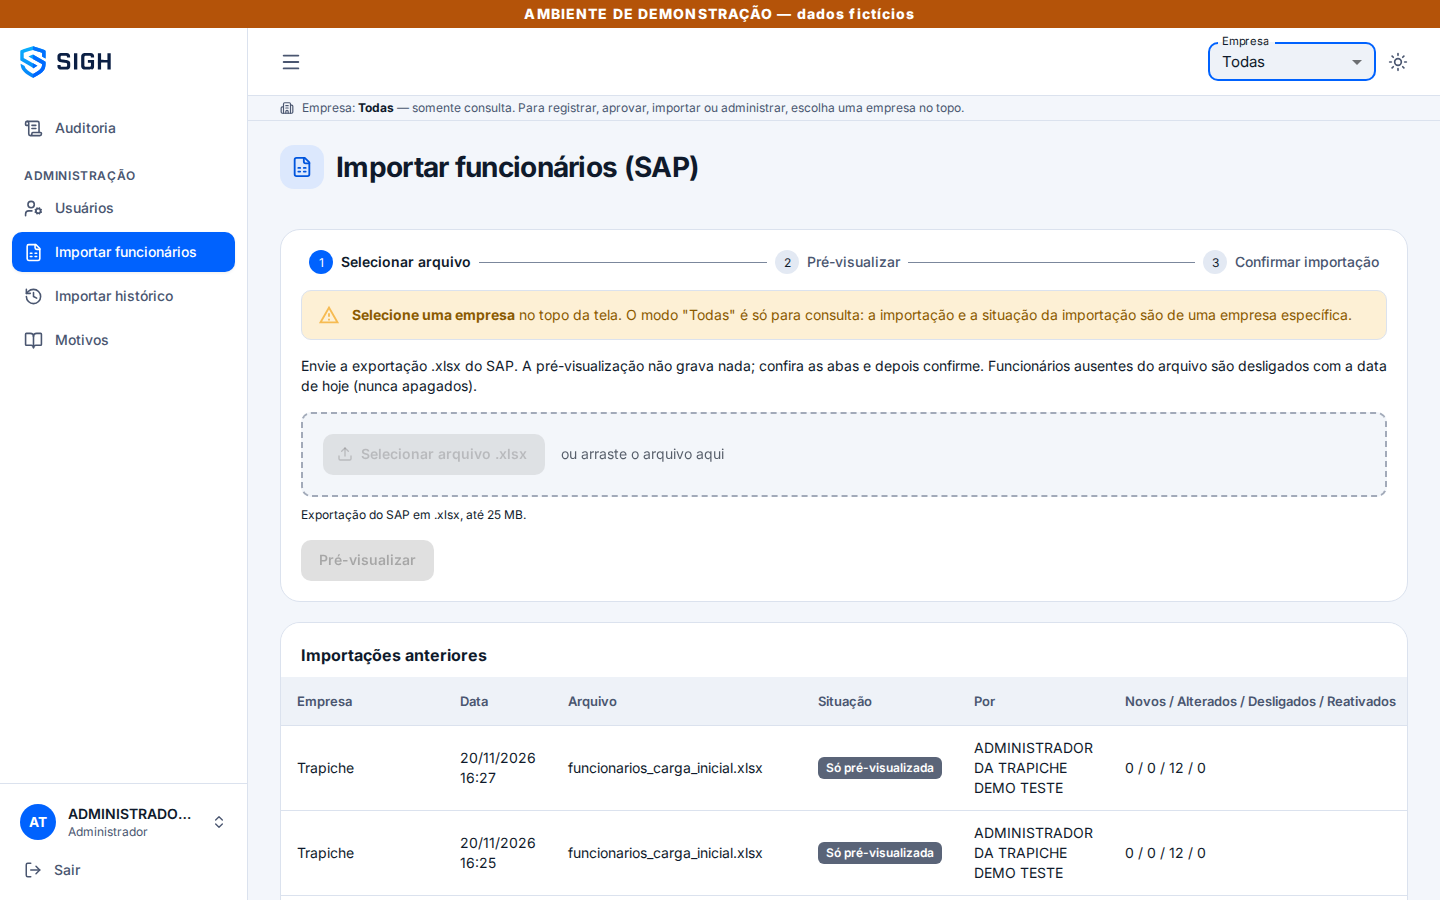 AMBIENTE DE DEMONSTRAÇÃO — dados fictícios
SIGH
Empresa
Todas
Empresa: Todas — somente consulta. Para registrar, aprovar, importar ou administrar, escolha uma empresa no topo.
Auditoria
ADMINISTRAÇÃO
Usuários
Importar funcionários
Importar histórico
Motivos
Importar funcionários (SAP)
1 Selecionar arquivo
2 Pré-visualizar
3 Confirmar importação
Selecione uma empresa no topo da tela. O modo "Todas" é só para consulta: a importação e a situação da importação são de uma empresa específica.
Envie a exportação .xlsx do SAP. A pré-visualização não grava nada; confira as abas e depois confirme. Funcionários ausentes do arquivo são desligados com a data
de hoje (nunca apagados).
Selecionar arquivo .xlsx
ou arraste o arquivo aqui
Exportação do SAP em .xlsx, até 25 MB.
Pré-visualizar
Importações anteriores
Empresa Data Arquivo Situação Por Novos / Alterados / Desligados / Reativados
Trapiche
20/11/2026
16:27
funcionarios_carga_inicial.xlsx
Só pré-visualizada
ADMINISTRADOR
DA TRAPICHE
DEMO TESTE
0 / 0 / 12 / 0
Trapiche
20/11/2026
16:25
funcionarios_carga_inicial.xlsx
Só pré-visualizada
ADMINISTRADOR
DA TRAPICHE
DEMO TESTE
0 / 0 / 12 / 0
AT
ADMINISTRADO...
Administrador
Sair